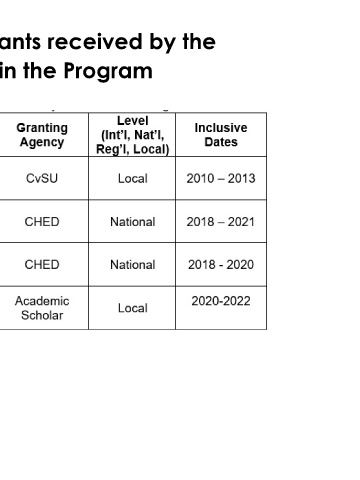 ants received by the
in the Program
Granting Agency | Level (Int'l, Nat'l, Reg'l, Local) | Inclusive Dates
CvSU | Local | 2010 – 2013
CHED | National | 2018 – 2021
CHED | National | 2018 - 2020
Academic Scholar | Local | 2020-2022